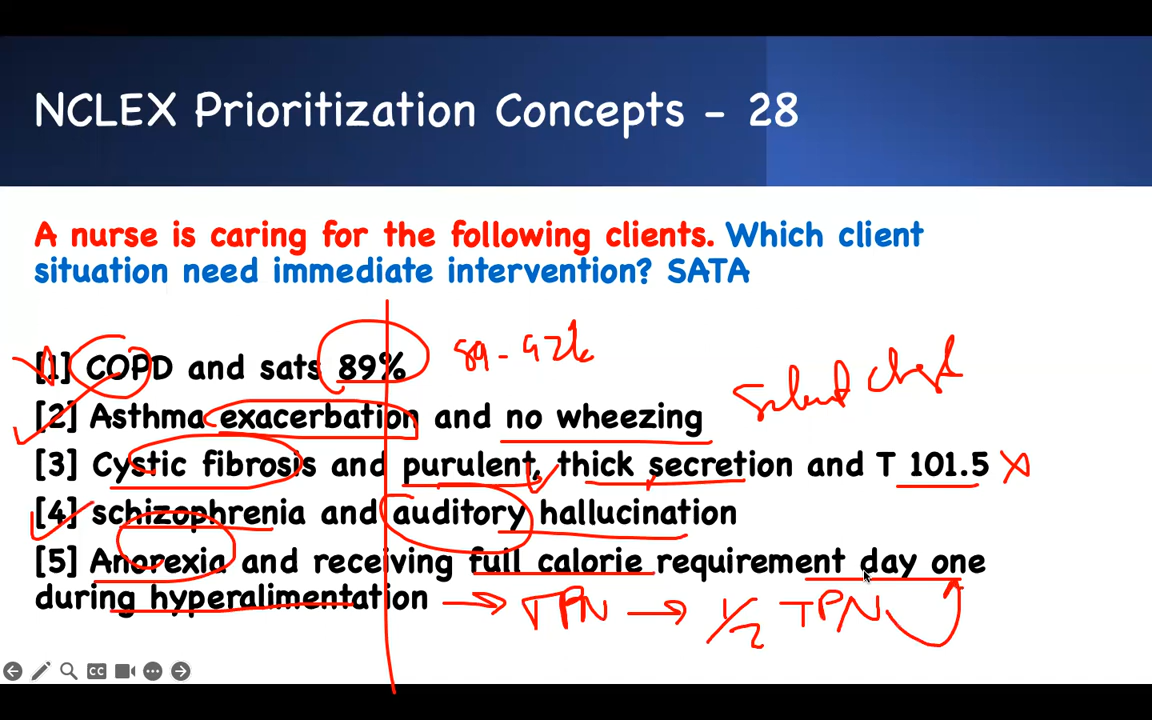 NCLEX Prioritization Concepts - 28
A nurse is caring for the following clients. Which client
situation need immediate intervention? SATA
[1] COPD and sats 89% 89-92%
[2] Asthma exacerbation and no wheezing silent chest
[3] Cystic fibrosis and purulent, thick secretion and T 101.5
[4] schizophrenia and auditory hallucination
[5] Anorexia and receiving full calorie requirement day one
during hyperalimentation → TPN → 1/2 TPN
CC